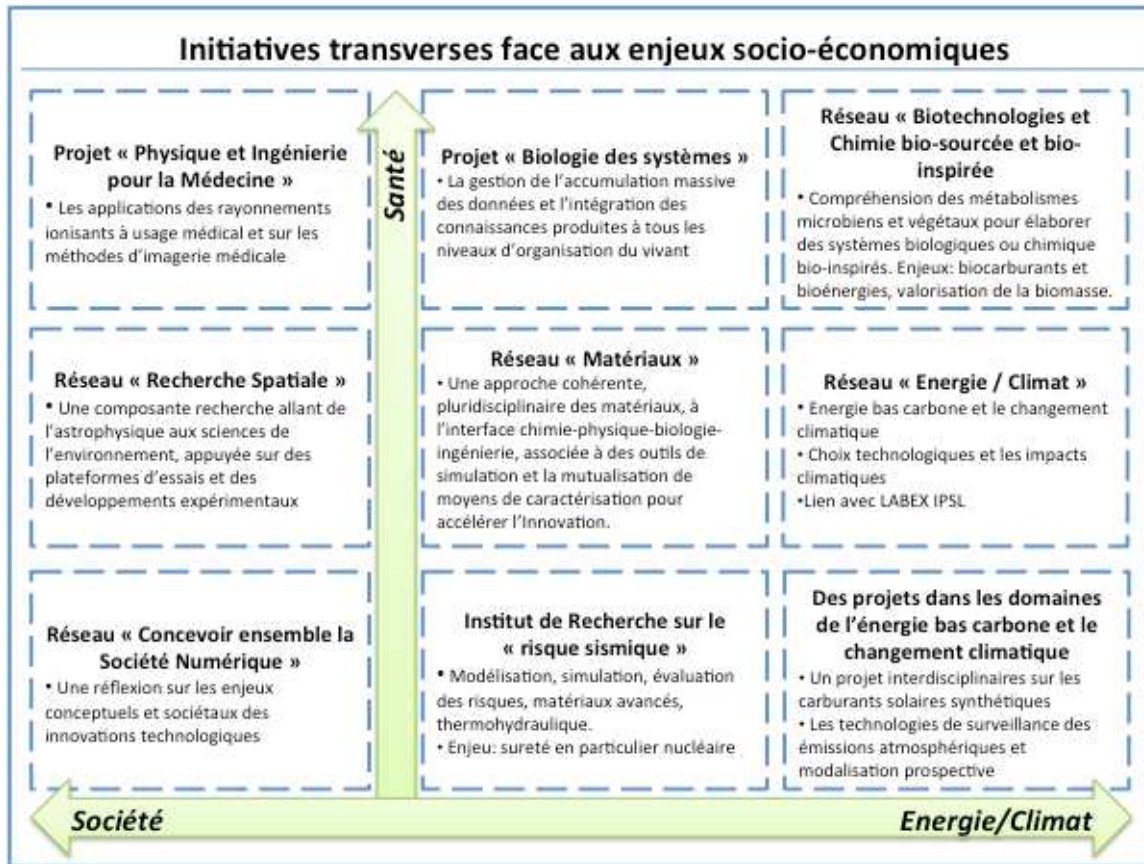 Initiatives transverses face aux enjeux socio-économiques
Projet « Physique et Ingénierie
pour la Médecine »
• Les applications des rayonnements
ionisants à usage médical et sur les
méthodes d'imagerie médicale
Santé
Projet « Biologie des systèmes »
• La gestion de l'accumulation massive
des données et l'intégration des
connaissances produites à tous les
niveaux d'organisation du vivant
Réseau « Biotechnologies et
Chimie bio-sourcée et bio-
inspirée
• Compréhension des métabolismes
microbiens et végétaux pour élaborer
des systèmes biologiques ou chimique
bio-inspirés. Enjeux: biocarburants et
bioénergies, valorisation de la biomasse.
Réseau « Recherche Spatiale »
• Une composante recherche allant de
l'astrophysique aux sciences de
l'environnement, appuyée sur des
plateformes d'essais et des
développements expérimentaux
Réseau « Matériaux »
• Une approche cohérente,
pluridisciplinaire des matériaux, à
l'interface chimie-physique-biologie-
ingénierie, associée à des outils de
simulation et la mutualisation de
moyens de caractérisation pour
accélérer l'Innovation.
Réseau « Energie / Climat »
• Energie bas carbone et le changement
climatique
• Choix technologiques et les impacts
climatiques
•Lien avec LABEX IPSL
Réseau « Concevoir ensemble la
Société Numérique »
• Une réflexion sur les enjeux
conceptuels et sociétaux des
innovations technologiques
Institut de Recherche sur le
« risque sismique »
• Modélisation, simulation, évaluation
des risques, matériaux avancés,
thermohydraulique.
• Enjeu: sureté en particulier nucléaire
Des projets dans les domaines
de l'énergie bas carbone et le
changement climatique
• Un projet interdisciplinaires sur les
carburants solaires synthétiques
• Les technologies de surveillance des
émissions atmosphériques et
modalisation prospective
Société
Energie/Climat